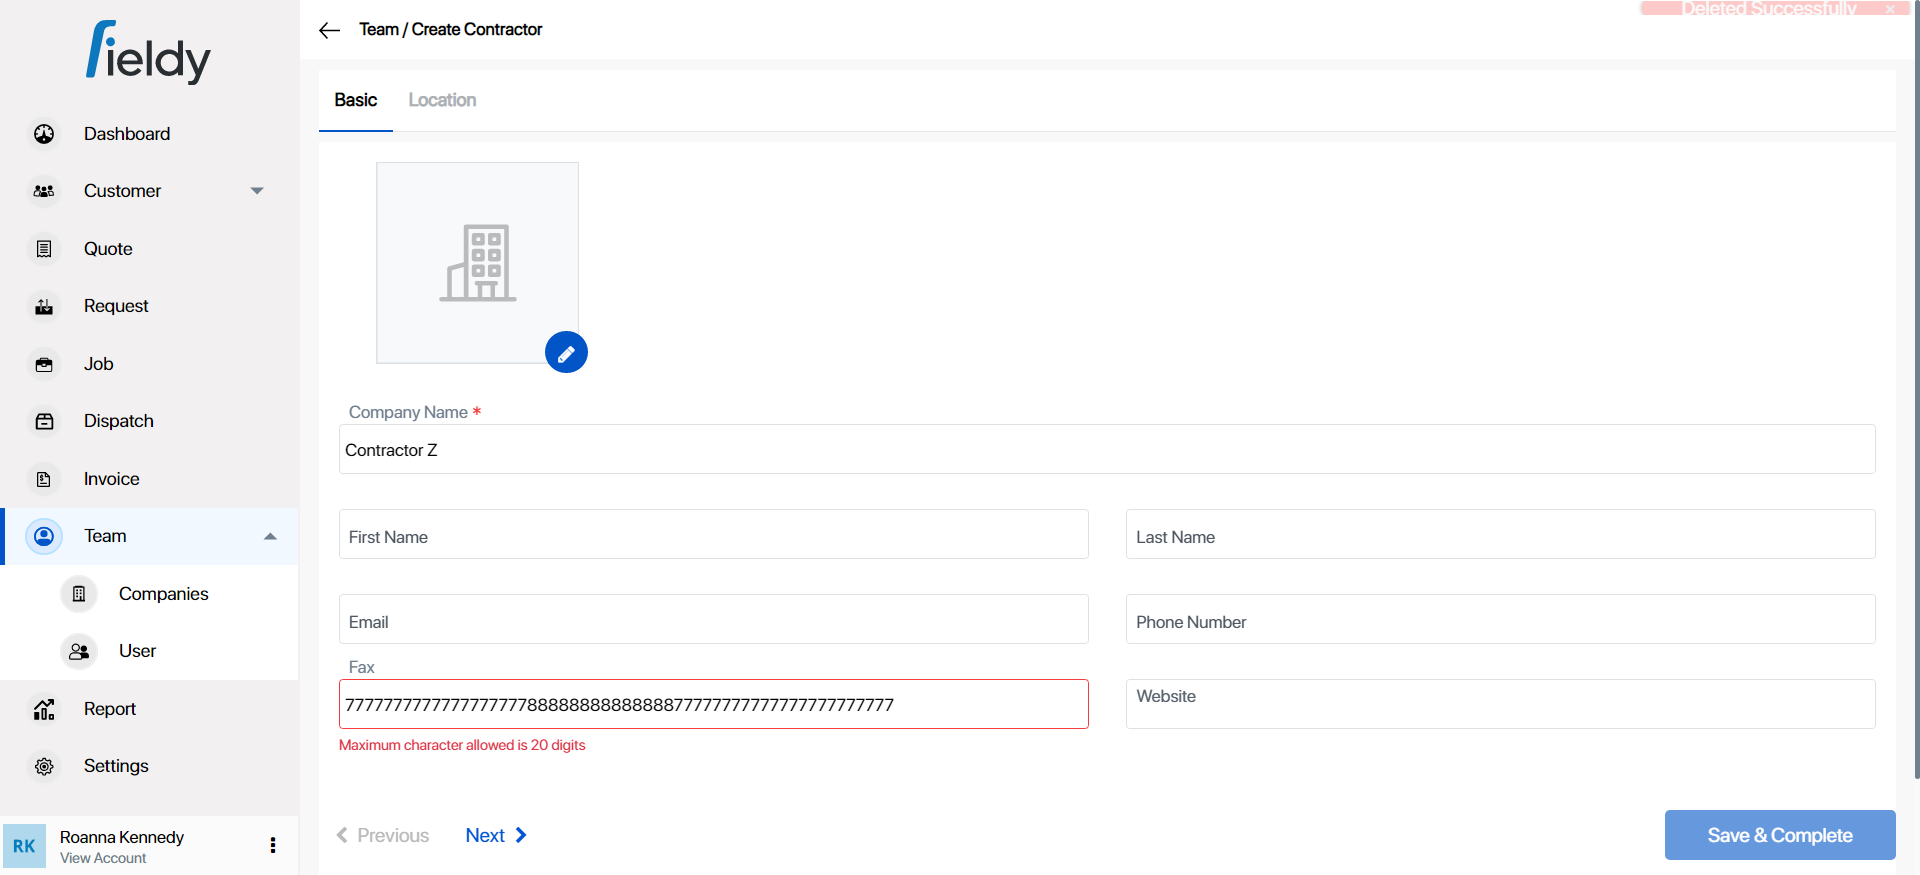 Deleted Successfully ×
fieldy
Team / Create Contractor
Basic
Location
Dashboard
Customer
Quote
Request
Job
Dispatch
Invoice
Team
Companies
User
Report
Settings
RK
Roanna Kennedy
View Account
Company Name *
Contractor Z
First Name
Last Name
Email
Phone Number
Fax
Website
Maximum character allowed is 20 digits
Previous
Next
Save & Complete